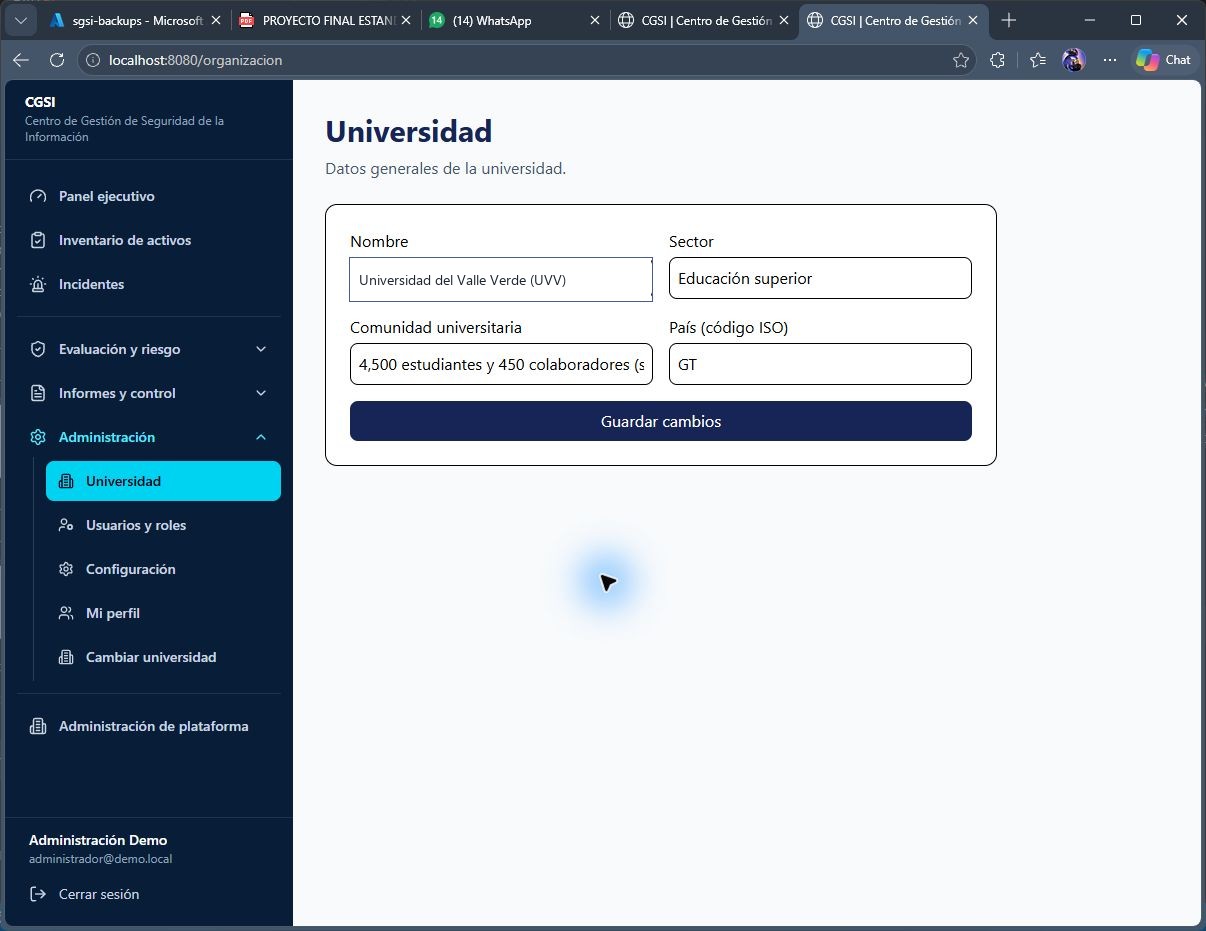 sgsi-backups - Microsoft
PROYECTO FINAL ESTAN
14
(14) WhatsApp
CGSI | Centro de Gestión
CGSI | Centro de Gestión
localhost:8080/organizacion
Chat
CGSI
Centro de Gestión de Seguridad de la
Información
Panel ejecutivo
Inventario de activos
Incidentes
Evaluación y riesgo
Informes y control
Administración
Universidad
Usuarios y roles
Configuración
Mi perfil
Cambiar universidad
Administración de plataforma
Administración Demo
administrador@demo.local
Cerrar sesión
Universidad
Datos generales de la universidad.
Nombre
Sector
Universidad del Valle Verde (UVV)
Educación superior
Comunidad universitaria
País (código ISO)
4,500 estudiantes y 450 colaboradores (s
GT
Guardar cambios